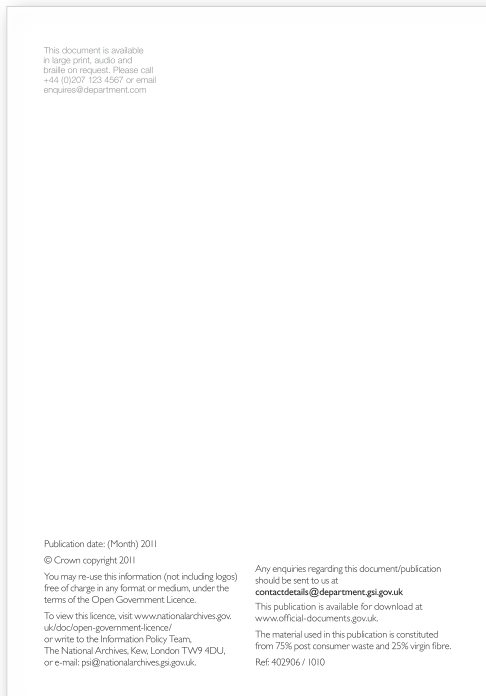 This document is available
in large print, audio and
braille on request. Please call
+44 (0)207 123 4567 or email
enquires@department.com
Publication date: (Month) 2011
© Crown copyright 2011
You may re-use this information (not including logos)
free of charge in any format or medium, under the
terms of the Open Government Licence.
To view this licence, visit www.nationalarchives.gov.
uk/doc/open-government-licence/
or write to the Information Policy Team,
The National Archives, Kew, London TW9 4DU,
or e-mail: psi@nationalarchives.gsi.gov.uk.
Any enquiries regarding this document/publication
should be sent to us at
contactdetails@department.gsi.gov.uk
This publication is available for download at
www.official-documents.gov.uk.
The material used in this publication is constituted
from 75% post consumer waste and 25% virgin fibre.
Ref: 402906 / 1010